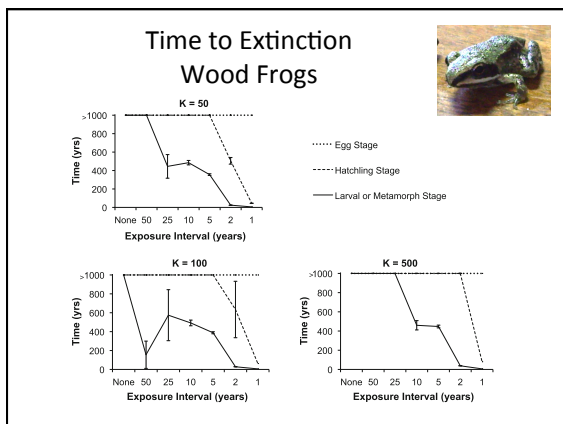 Time to Extinction
Wood Frogs
K = 50
>1000
800
600
400
200
0
Time (yrs)
None 50 25 10 5 2 1
Exposure Interval (years)
Egg Stage
Hatchling Stage
Larval or Metamorph Stage
K = 100
>1000
800
600
400
200
0
Time (yrs)
None 50 25 10 5 2 1
Exposure Interval (years)
K = 500
>1000
800
600
400
200
0
Time (yrs)
None 50 25 10 5 2 1
Exposure Interval (years)